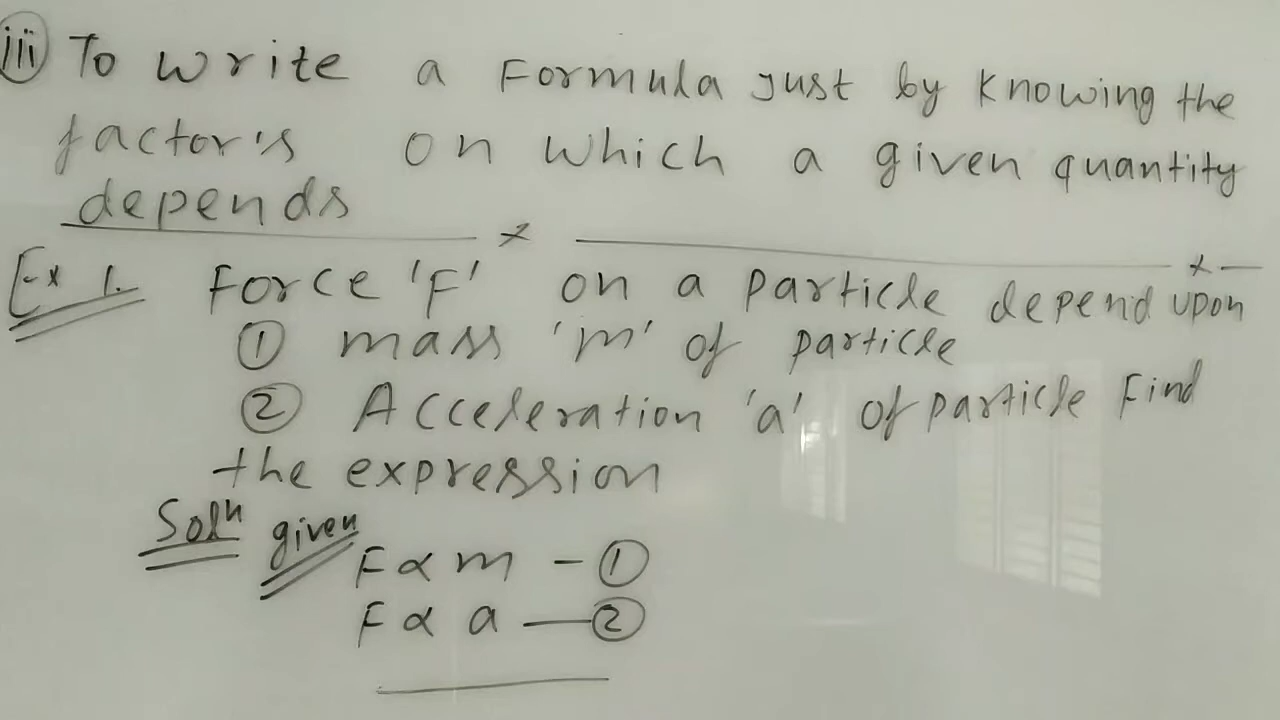 (iii) To write a Formula just by Knowing the
factor's on which a given quantity
depends
Ex 1. Force 'F' on a particle depend upon
① mass 'm' of particle
② Acceleration 'a' of particle Find
the expression
Solⁿ given
F ∝ m - ①
F ∝ a — ②